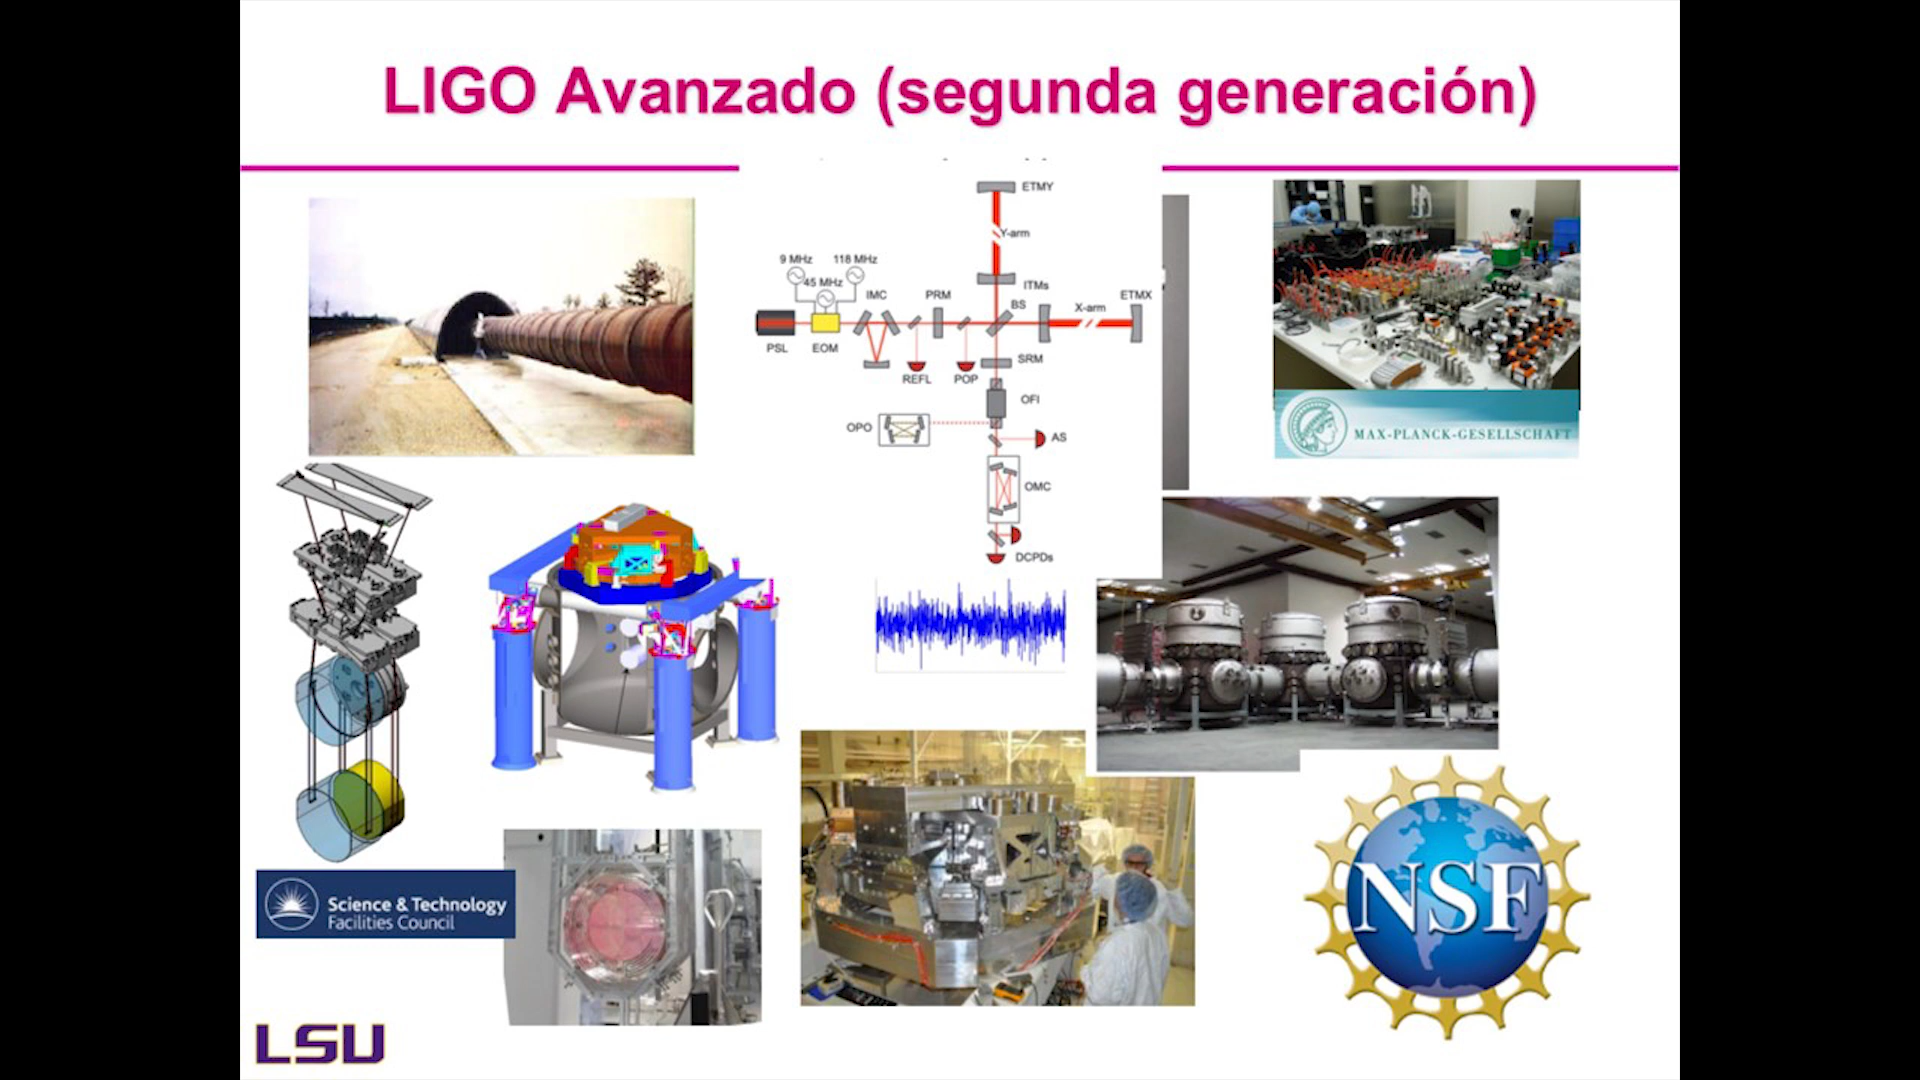 LIGO Avanzado (segunda generación)
ETMY
Y-arm
9 MHz
118 MHz
45 MHz
IMC
PRM
ITMs
BS
X-arm
ETMX
PSL
EOM
REFL
POP
SRM
OFI
OPO
AS
OMC
DCPDs
MAX-PLANCK-GESELLSCHAFT
Science & Technology
Facilities Council
NSF
LSU